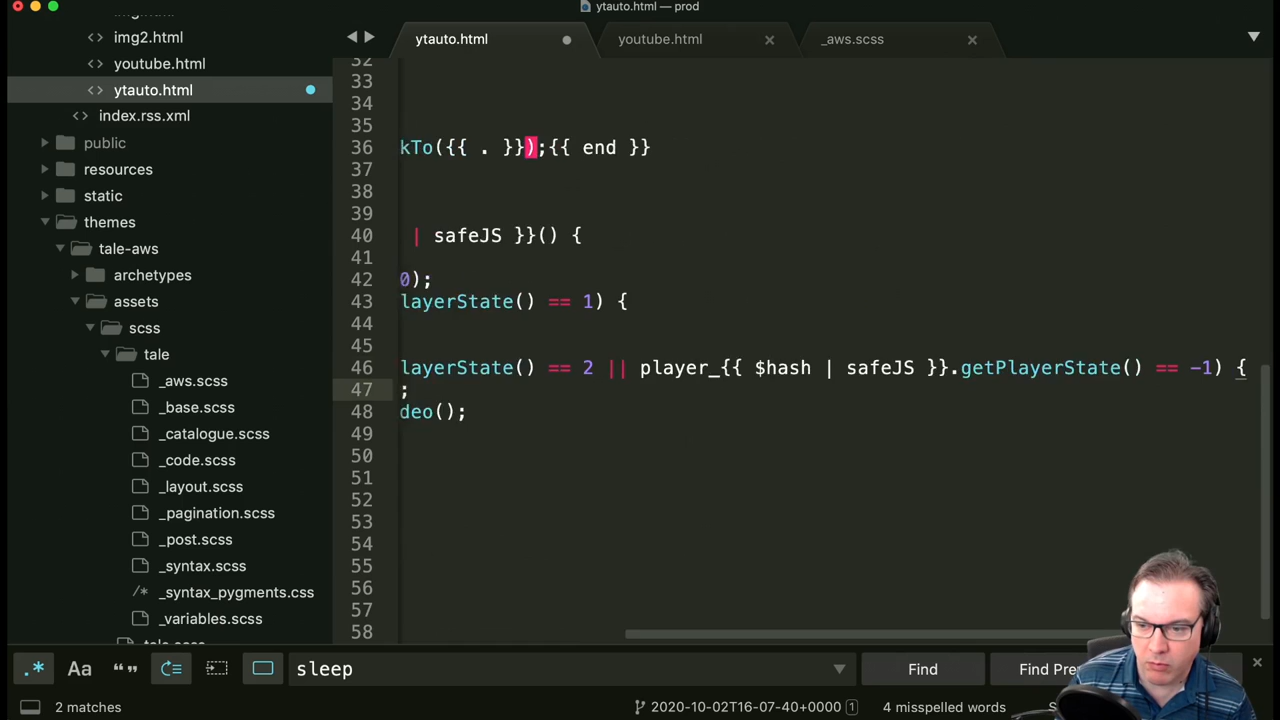 ytauto.html — prod
img2.html
youtube.html
ytauto.html
index.rss.xml
public
resources
static
themes
tale-aws
archetypes
assets
scss
tale
_aws.scss
_base.scss
_catalogue.scss
_code.scss
_layout.scss
_pagination.scss
_post.scss
_syntax.scss
/* _syntax_pygments.css
_variables.scss
ytauto.html
youtube.html
_aws.scss
32
33
34
35
36 kTo({{ . }});{{ end }}
37
38
39
40 | safeJS }}() {
41
42 0);
43 layerState() == 1) {
44
45
46 layerState() == 2 || player_{{ $hash | safeJS }}.getPlayerState() == -1) {
47 ;
48 deo();
49
50
51
52
53
54
55
56
57
58
.* Aa “” sleep Find Find Pre
2 matches
2020-10-02T16-07-40+0000 1
4 misspelled words